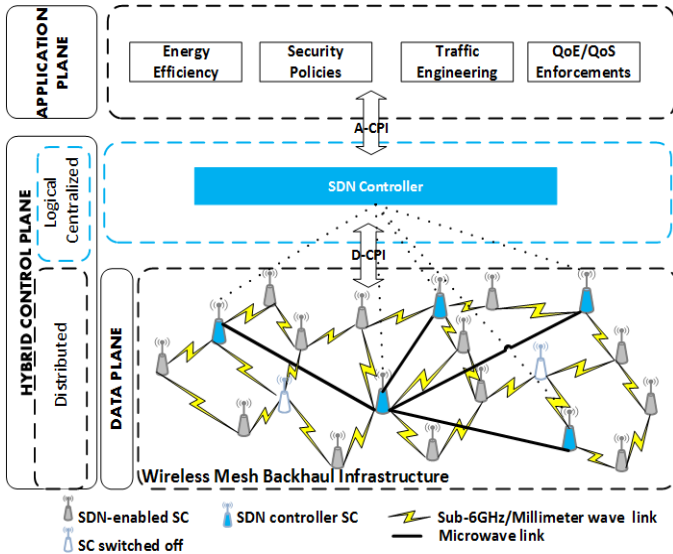 APPLICATION
PLANE
Energy
Efficiency
Security
Policies
Traffic
Engineering
QoE/QoS
Enforcements
A-CPI
HYBRID CONTROL PLANE
Logical
Centralized
SDN Controller
D-CPI
Distributed
DATA PLANE
Wireless Mesh Backhaul Infrastructure
SDN-enabled SC
SDN controller SC
Sub-6GHz/Millimeter wave link
SC switched off
Microwave link